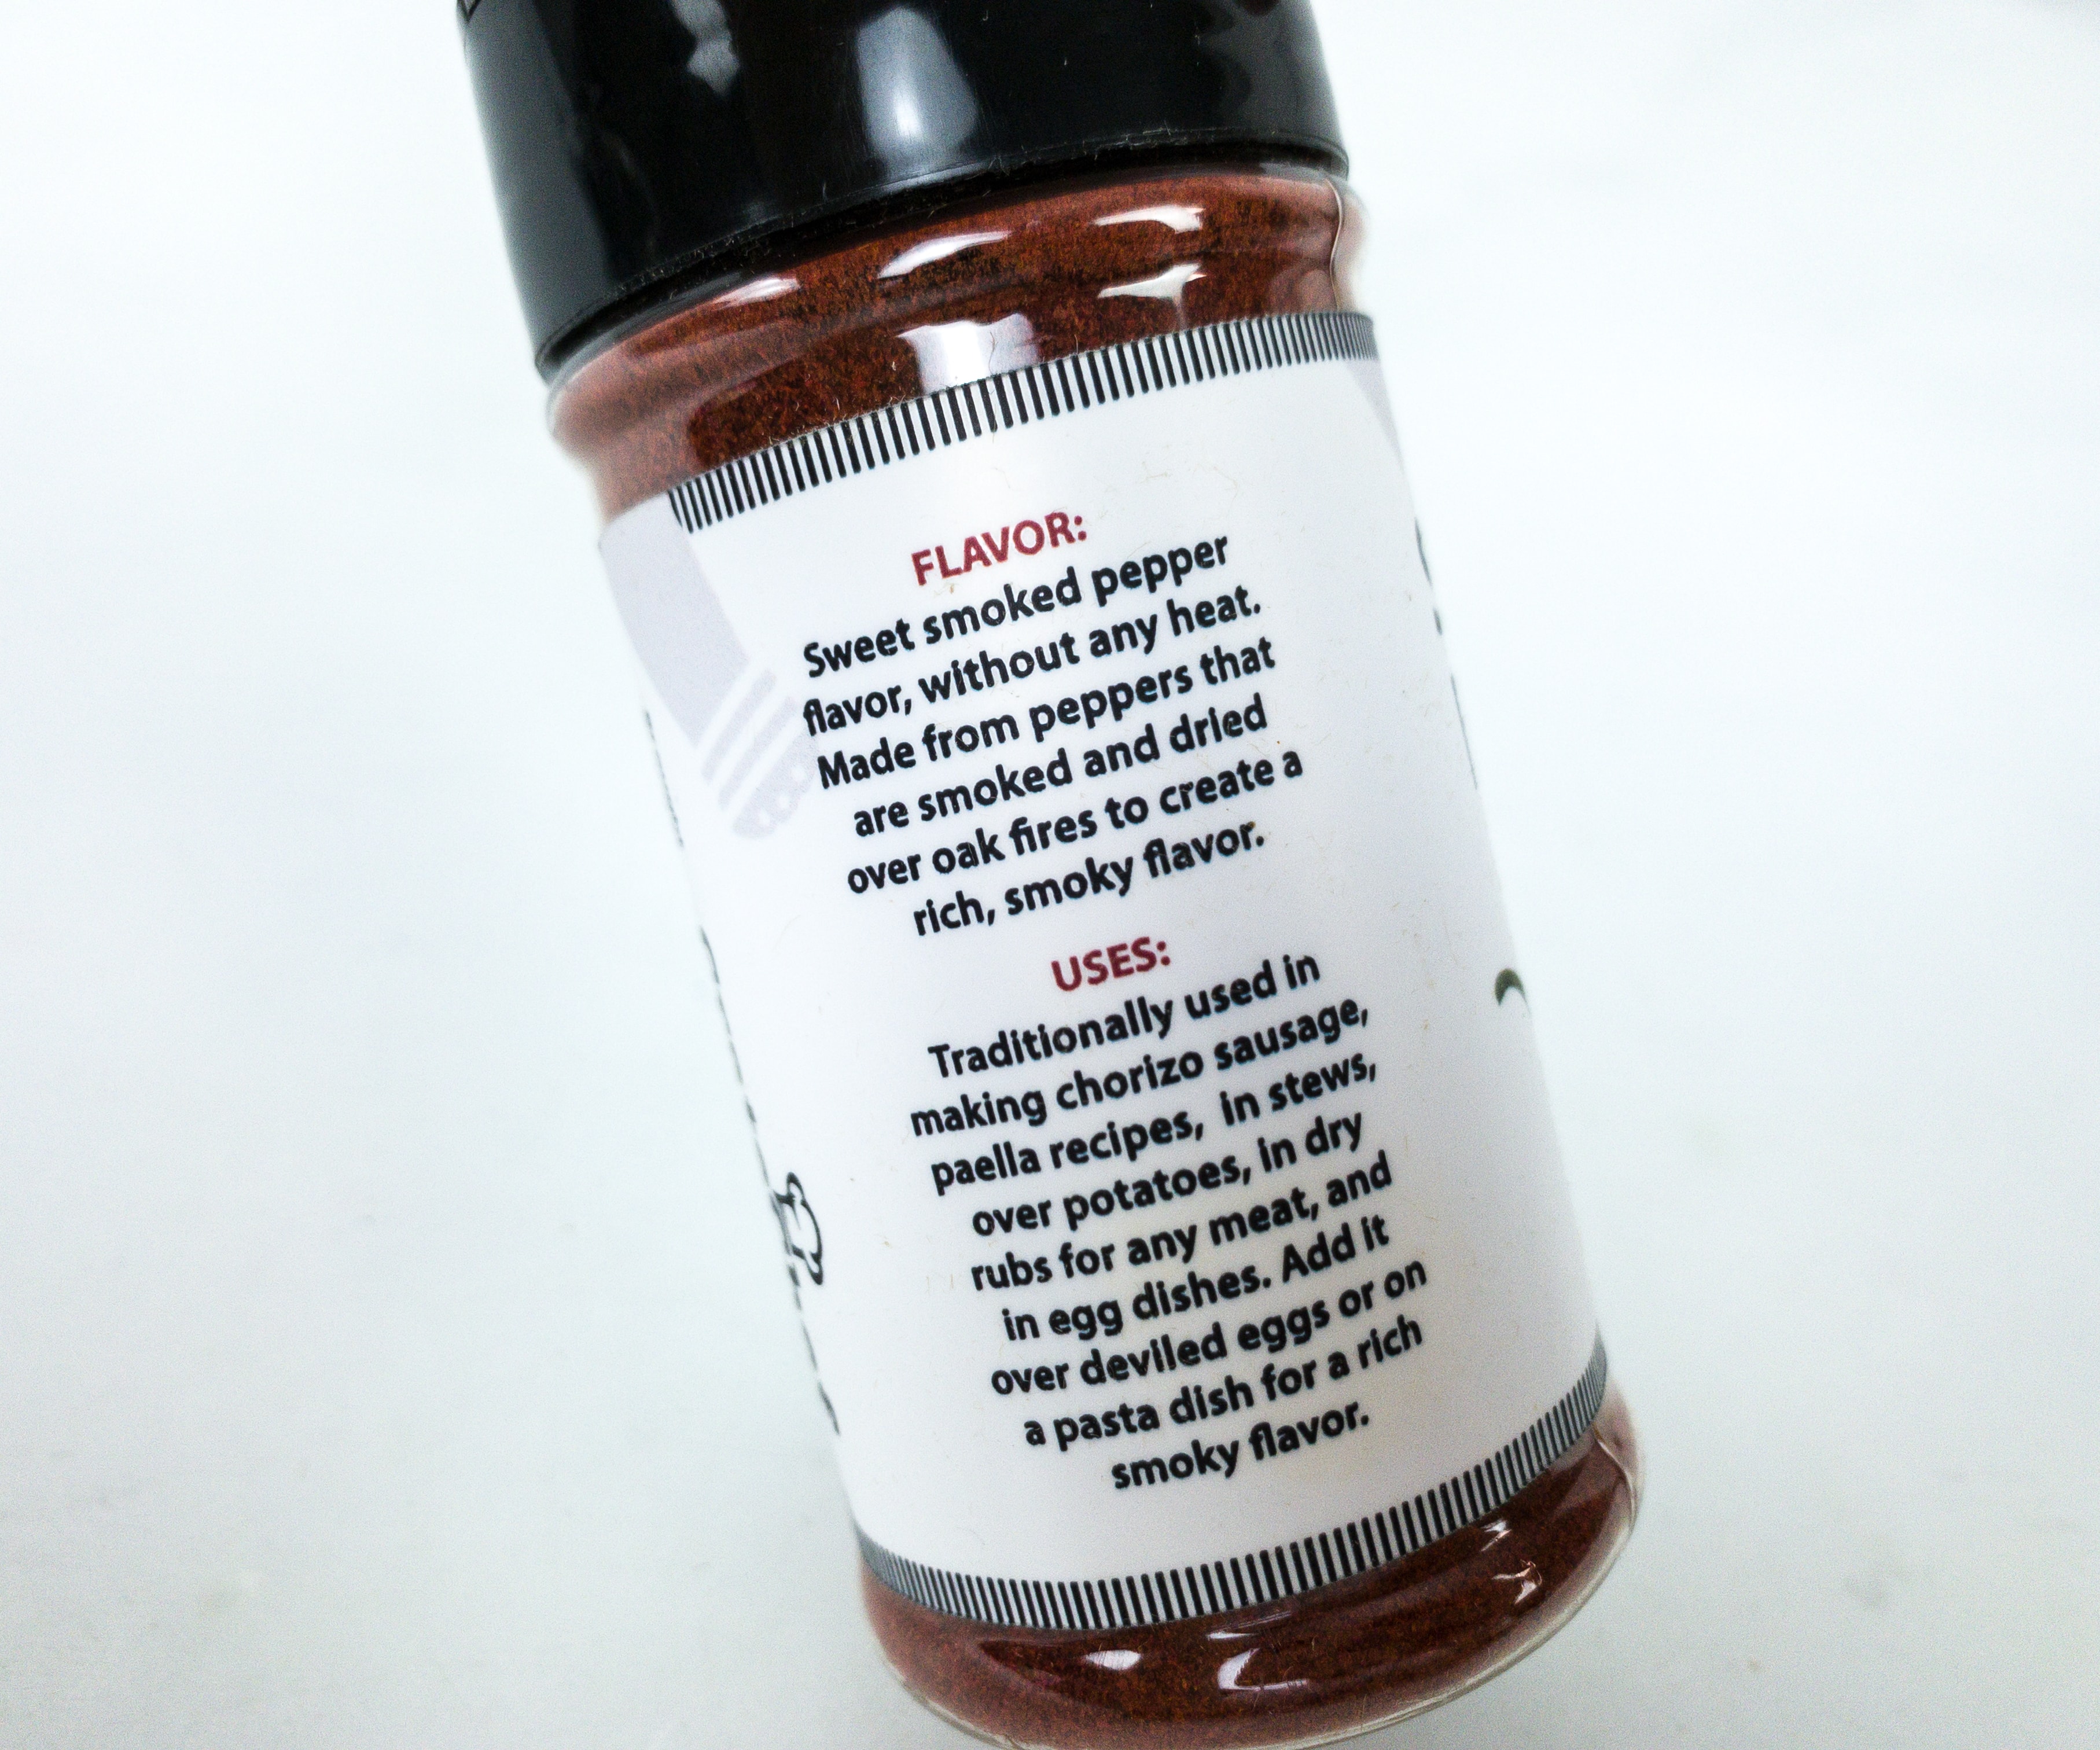 FLAVOR:
Sweet smoked pepper
flavor, without any heat.
Made from peppers that
are smoked and dried
over oak fires to create a
rich, smoky flavor.
USES:
Traditionally used in
making chorizo sausage,
paella recipes, in stews,
over potatoes, in dry
rubs for any meat, and
in egg dishes. Add it
over deviled eggs or on
a pasta dish for a rich
smoky flavor.